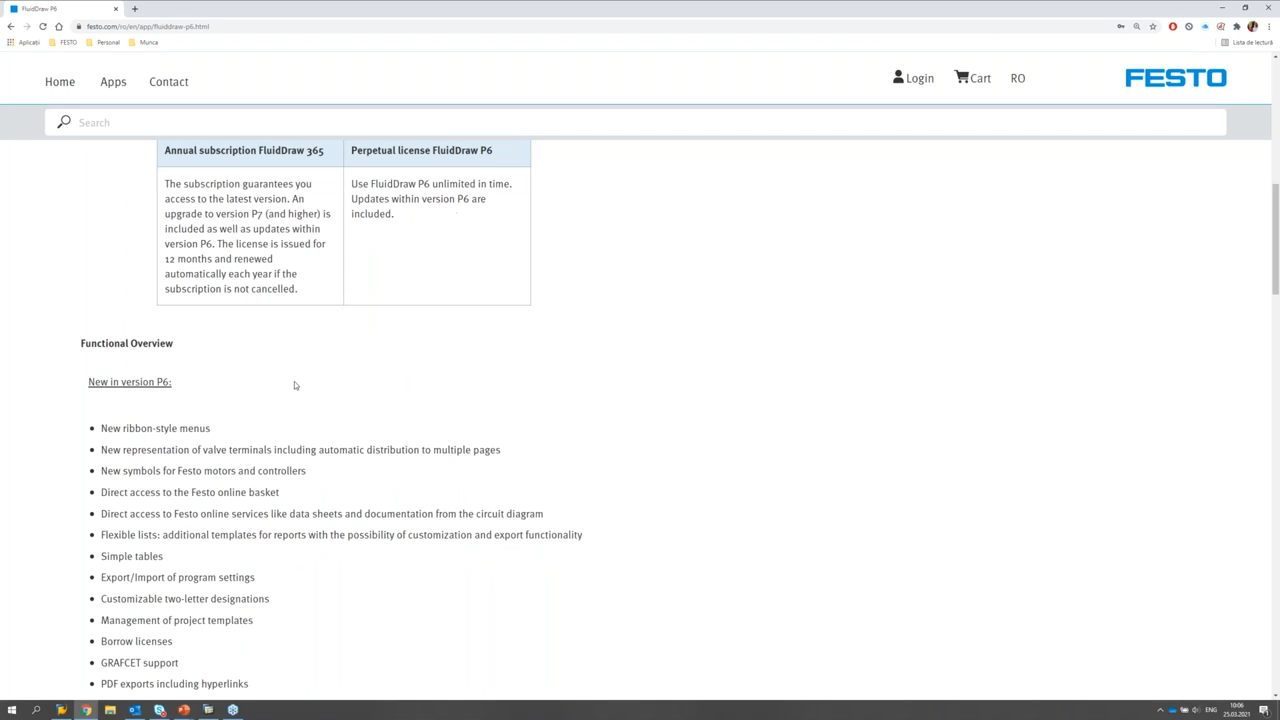 FluidDraw P6
festo.com/ro/en/app/fluiddraw-p6.html
Aplicații FESTO Personal Munca Lista de lectură
Home Apps Contact Login Cart RO FESTO
Search
Annual subscription FluidDraw 365
The subscription guarantees you
access to the latest version. An
upgrade to version P7 (and higher) is
included as well as updates within
version P6. The license is issued for
12 months and renewed
automatically each year if the
subscription is not cancelled.
Perpetual license FluidDraw P6
Use FluidDraw P6 unlimited in time.
Updates within version P6 are
included.
Functional Overview
New in version P6:
• New ribbon-style menus
• New representation of valve terminals including automatic distribution to multiple pages
• New symbols for Festo motors and controllers
• Direct access to the Festo online basket
• Direct access to Festo online services like data sheets and documentation from the circuit diagram
• Flexible lists: additional templates for reports with the possibility of customization and export functionality
• Simple tables
• Export/Import of program settings
• Customizable two-letter designations
• Management of project templates
• Borrow licenses
• GRAFCET support
• PDF exports including hyperlinks
ENG
10:06
25.03.2021